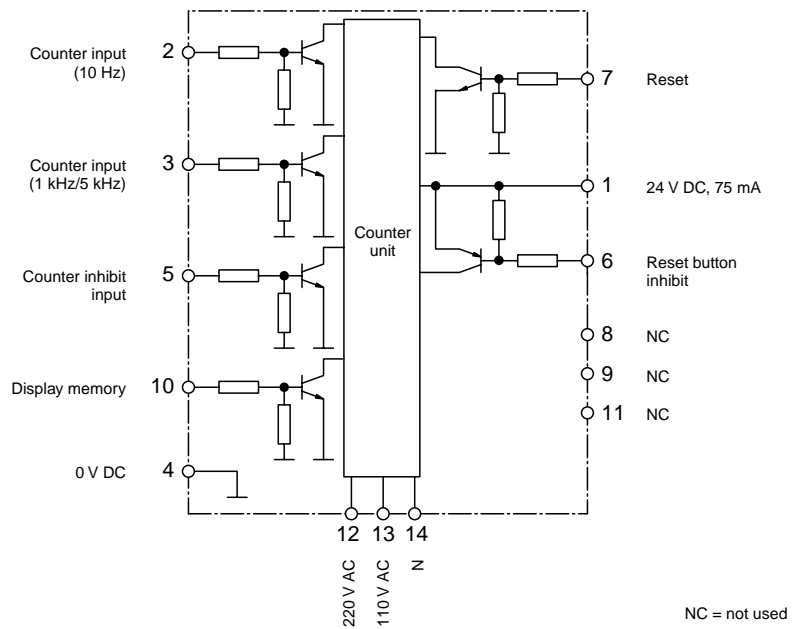 Counter input
(10 Hz)
2
Counter input
(1 kHz/5 kHz)
3
Counter inhibit
input
5
Display memory
10
0 V DC
4
Counter
unit
7
Reset
1
24 V DC, 75 mA
6
Reset button
inhibit
8
NC
9
NC
11
NC
12
13
14
220 V AC
110 V AC
N
NC = not used